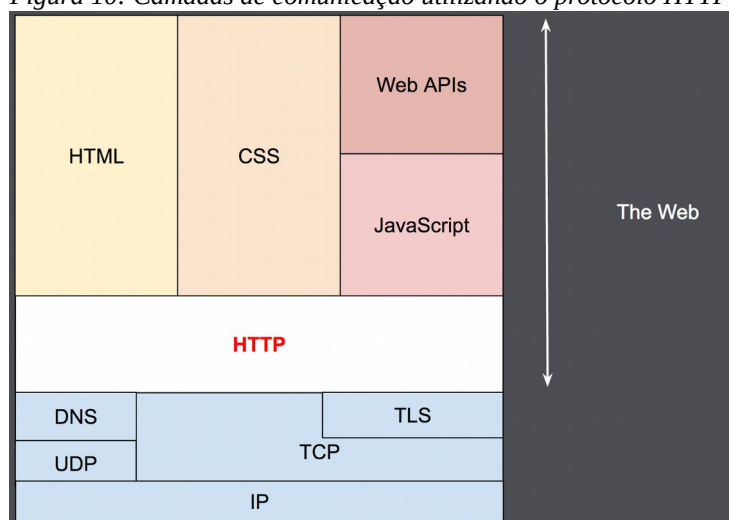 Figura 10: Camadas de comunicação utilizando o protocolo HTTP
Web APIs
HTML
CSS
JavaScript
The Web
HTTP
DNS
TLS
TCP
UDP
IP